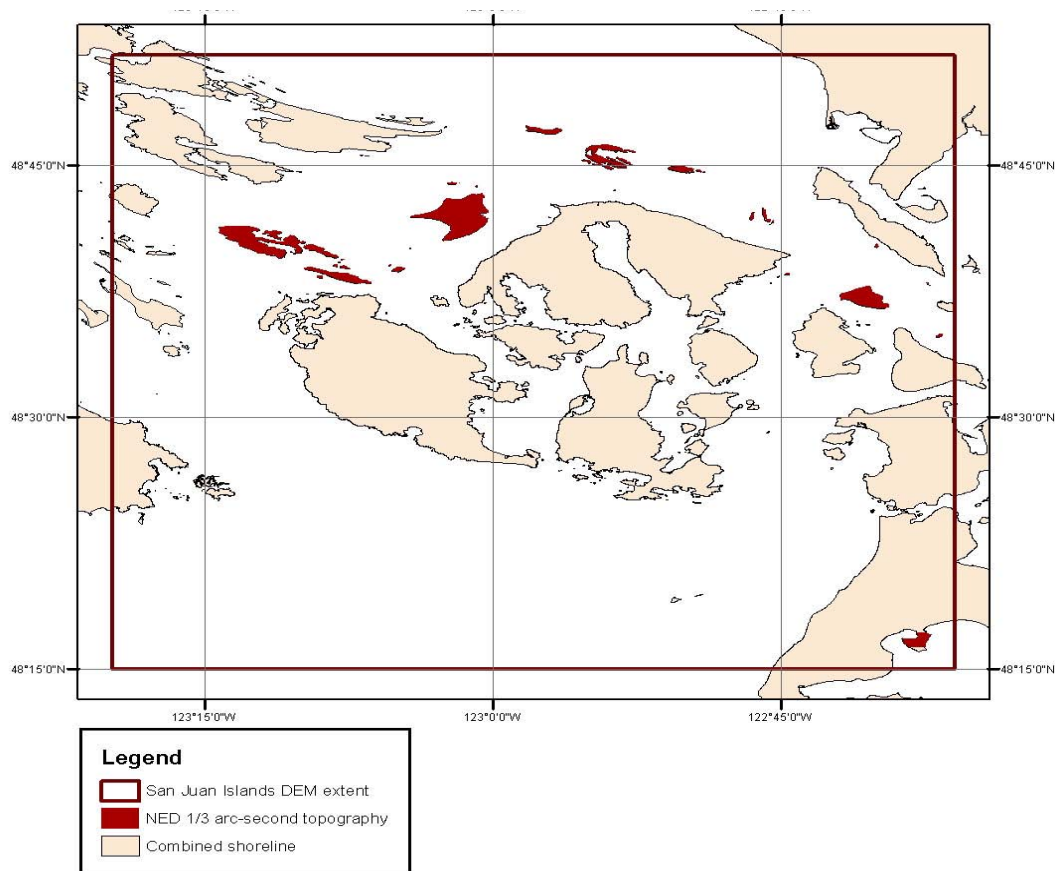 48°45'0"N 48°45'0"N
48°30'0"N 48°30'0"N
48°15'0"N 48°15'0"N
123°15'0"W 123°0'0"W 122°45'0"W
Legend
San Juan Islands DEM extent
NED 1/3 arc-second topography
Combined shoreline